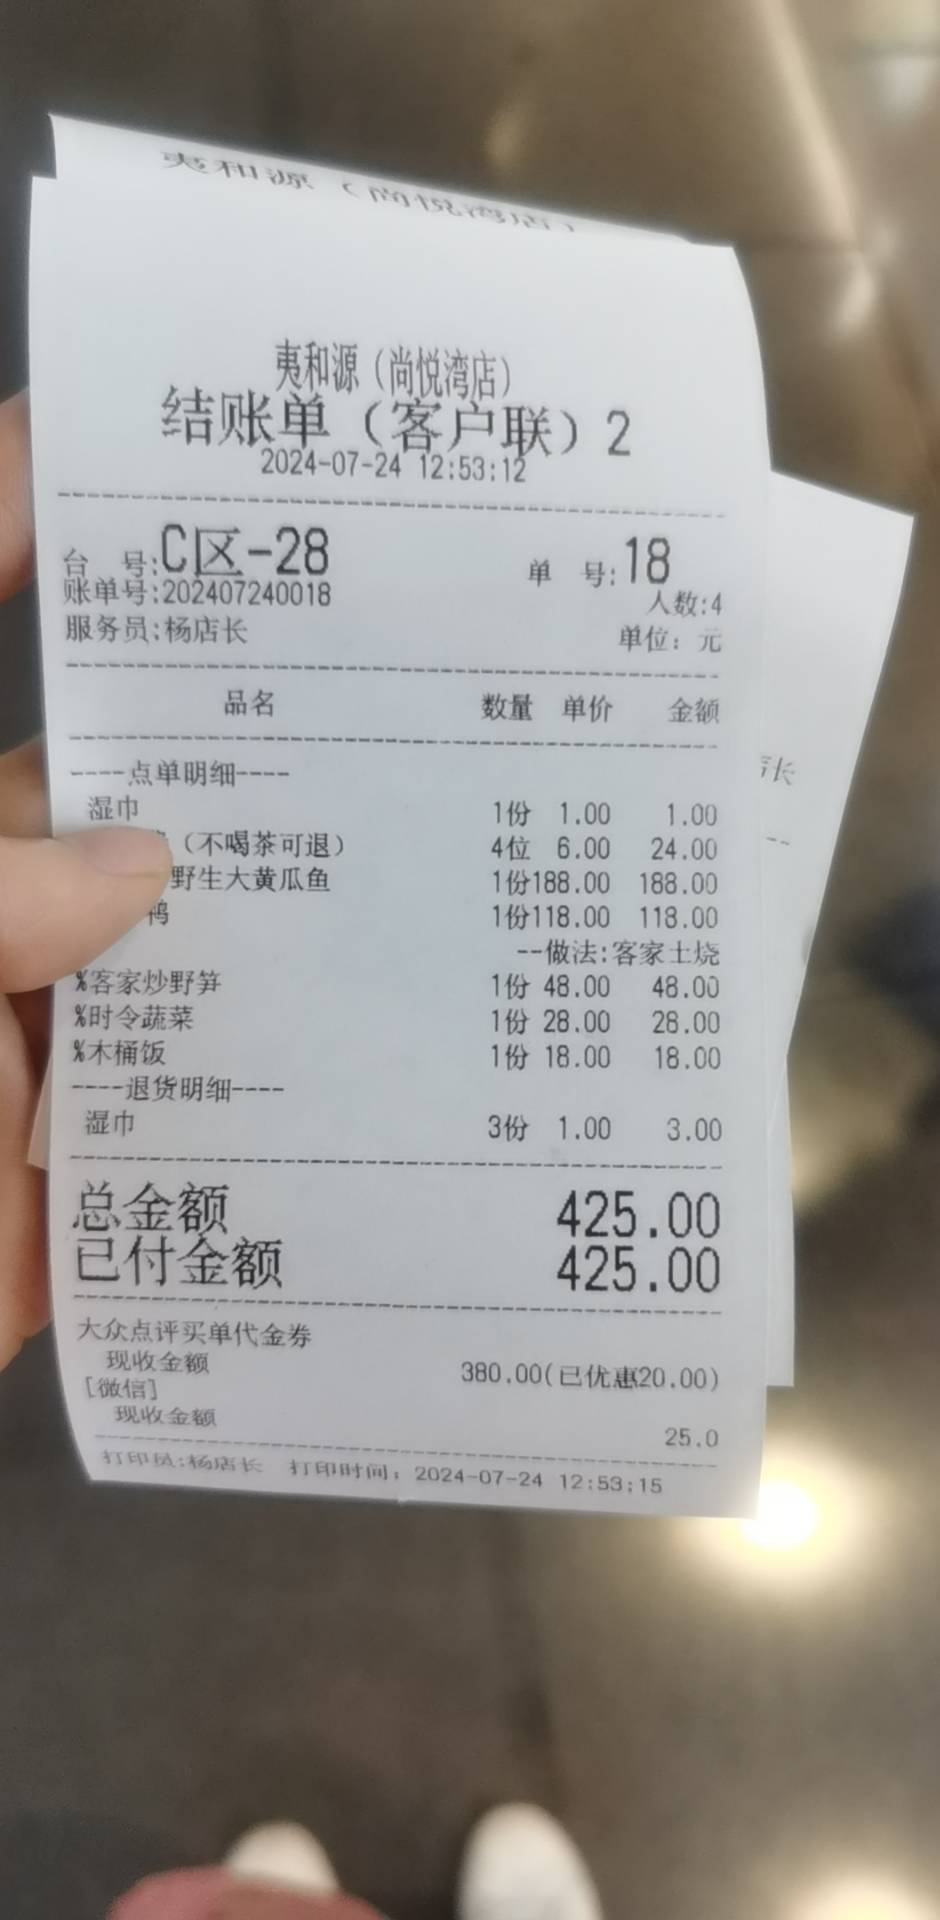 夷和源（尚悦湾店）
夷和源（尚悦湾店）
结账单（客户联）2
2024-07-24 12:53:12
台 号:C区-28 单 号:18
账单号:202407240018 人数:4
服务员:杨店长 单位：元
品名 数量 单价 金额
----点单明细----
湿巾 1份 1.00 1.00
（不喝茶可退） 4位 6.00 24.00
野生大黄瓜鱼 1份188.00 188.00
1份118.00 118.00
--做法:客家土烧
%客家炒野笋 1份 48.00 48.00
%时令蔬菜 1份 28.00 28.00
%木桶饭 1份 18.00 18.00
----退货明细----
湿巾 3份 1.00 3.00
总金额 425.00
已付金额 425.00
大众点评买单代金券
现收金额 380.00(已优惠20.00)
[微信]
现收金额 25.0
打印员:杨店长 打印时间：2024-07-24 12:53:15
店长
--